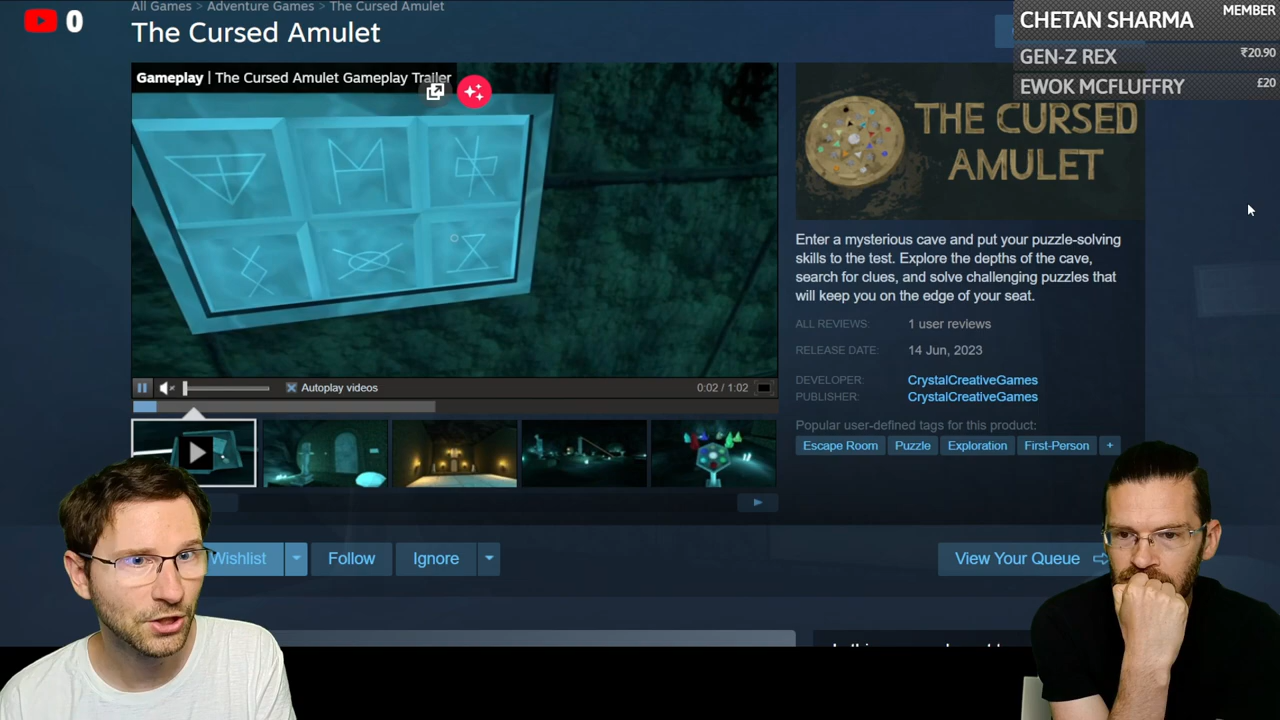 0
All Games > Adventure Games > The Cursed Amulet
The Cursed Amulet
MEMBER
CHETAN SHARMA
GEN-Z REX ₹20.90
EWOK MCFLUFFRY £20
Gameplay | The Cursed Amulet Gameplay Trailer
THE CURSED
AMULET
Enter a mysterious cave and put your puzzle-solving
skills to the test. Explore the depths of the cave,
search for clues, and solve challenging puzzles that
will keep you on the edge of your seat.
ALL REVIEWS: 1 user reviews
RELEASE DATE: 14 Jun, 2023
DEVELOPER: CrystalCreativeGames
PUBLISHER: CrystalCreativeGames
Popular user-defined tags for this product:
Escape Room Puzzle Exploration First-Person +
Autoplay videos 0:02 / 1:02
Wishlist Follow Ignore
View Your Queue